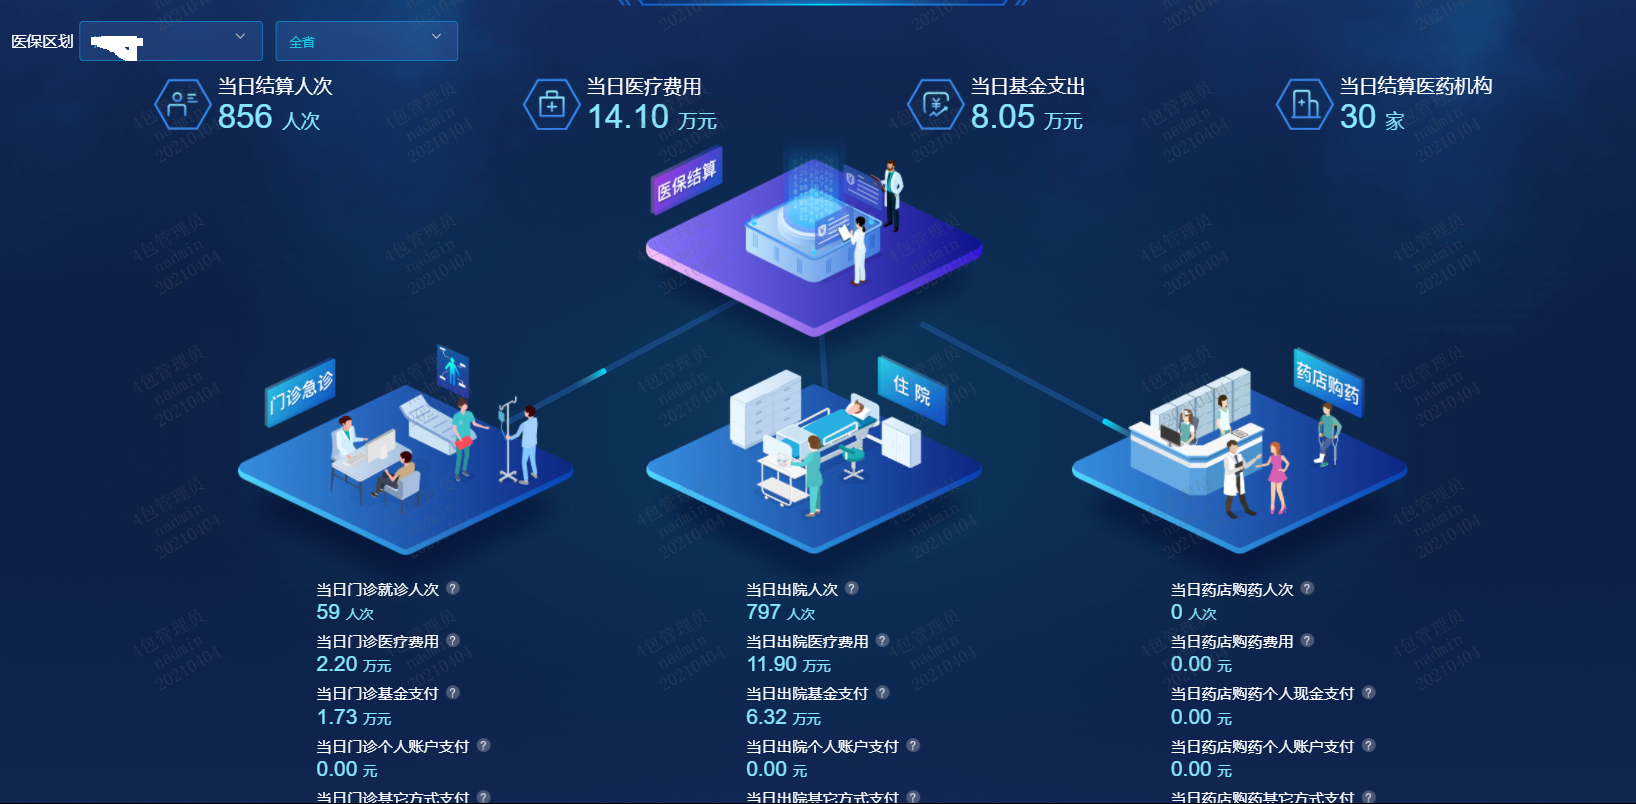 医保区划
全省
当日结算人次
856 人次
当日医疗费用
14.10 万元
当日基金支出
8.05 万元
当日结算医药机构
30 家
医保结算
门诊急诊
住院
药店购药
当日门诊就诊人次 ?
59 人次
当日门诊医疗费用 ?
2.20 万元
当日门诊基金支付 ?
1.73 万元
当日门诊个人账户支付 ?
0.00 元
当日门诊基它方式支付 ?
当日出院人次 ?
797 人次
当日出院医疗费用 ?
11.90 万元
当日出院基金支付 ?
6.32 万元
当日出院个人账户支付 ?
0.00 元
当日出院其它方式支付 ?
当日药店购药人次 ?
0 人次
当日药店购药费用 ?
0.00 元
当日药店购药个人现金支付 ?
0.00 元
当日药店购药个人账户支付 ?
0.00 元
当日药店购药其它方式支付 ?
4包管理员
nadmin
20210404